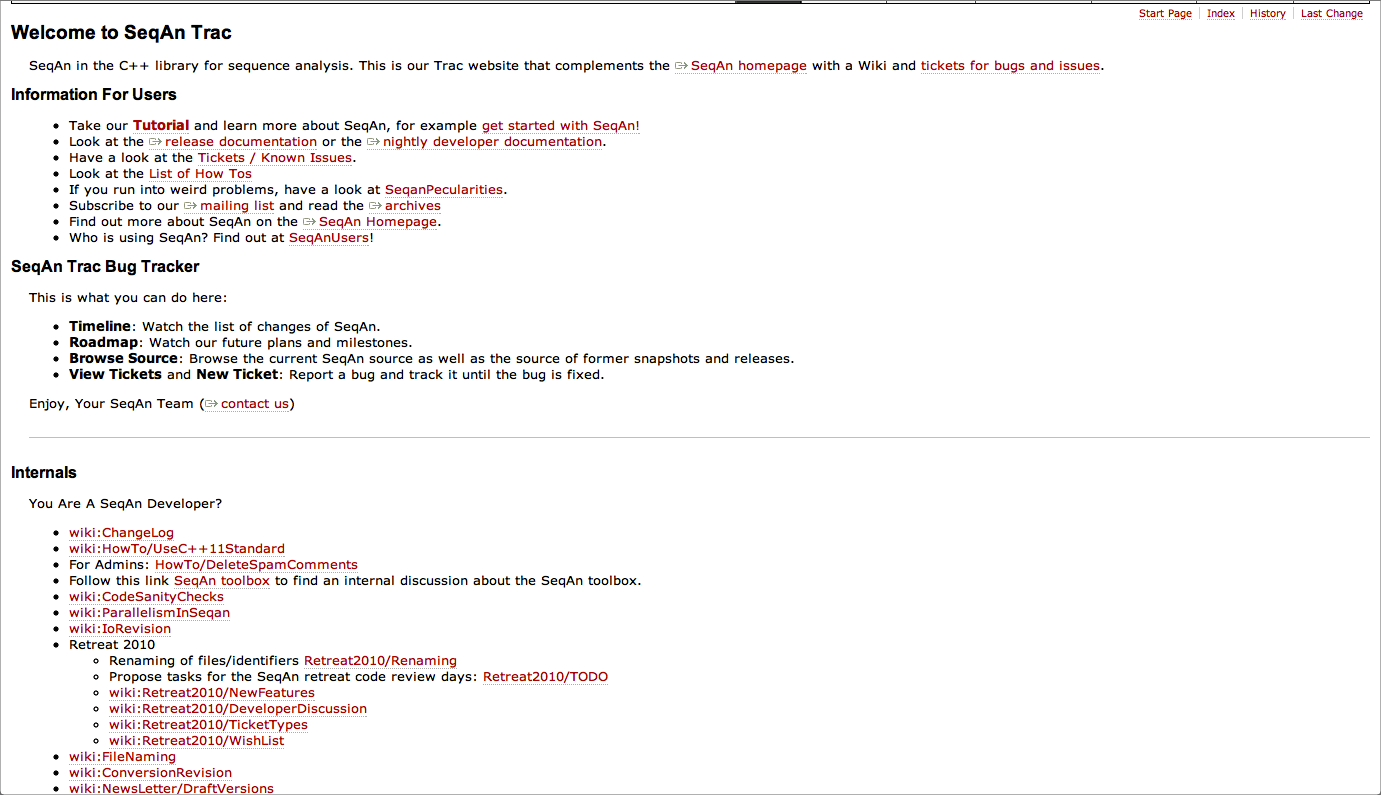 Start Page Index History Last Change
Welcome to SeqAn Trac
SeqAn in the C++ library for sequence analysis. This is our Trac website that complements the SeqAn homepage with a Wiki and tickets for bugs and issues.
Information For Users
Take our Tutorial and learn more about SeqAn, for example get started with SeqAn!
Look at the release documentation or the nightly developer documentation.
Have a look at the Tickets / Known Issues.
Look at the List of How Tos
If you run into weird problems, have a look at SeqanPecularities.
Subscribe to our mailing list and read the archives
Find out more about SeqAn on the SeqAn Homepage.
Who is using SeqAn? Find out at SeqAnUsers!
SeqAn Trac Bug Tracker
This is what you can do here:
Timeline: Watch the list of changes of SeqAn.
Roadmap: Watch our future plans and milestones.
Browse Source: Browse the current SeqAn source as well as the source of former snapshots and releases.
View Tickets and New Ticket: Report a bug and track it until the bug is fixed.
Enjoy, Your SeqAn Team (contact us)
Internals
You Are A SeqAn Developer?
wiki:ChangeLog
wiki:HowTo/UseC++11Standard
For Admins: HowTo/DeleteSpamComments
Follow this link SeqAn toolbox to find an internal discussion about the SeqAn toolbox.
wiki:CodeSanityChecks
wiki:ParallelismInSeqan
wiki:IoRevision
Retreat 2010
Renaming of files/identifiers Retreat2010/Renaming
Propose tasks for the SeqAn retreat code review days: Retreat2010/TODO
wiki:Retreat2010/NewFeatures
wiki:Retreat2010/DeveloperDiscussion
wiki:Retreat2010/TicketTypes
wiki:Retreat2010/WishList
wiki:FileNaming
wiki:ConversionRevision
wiki:NewsLetter/DraftVersions